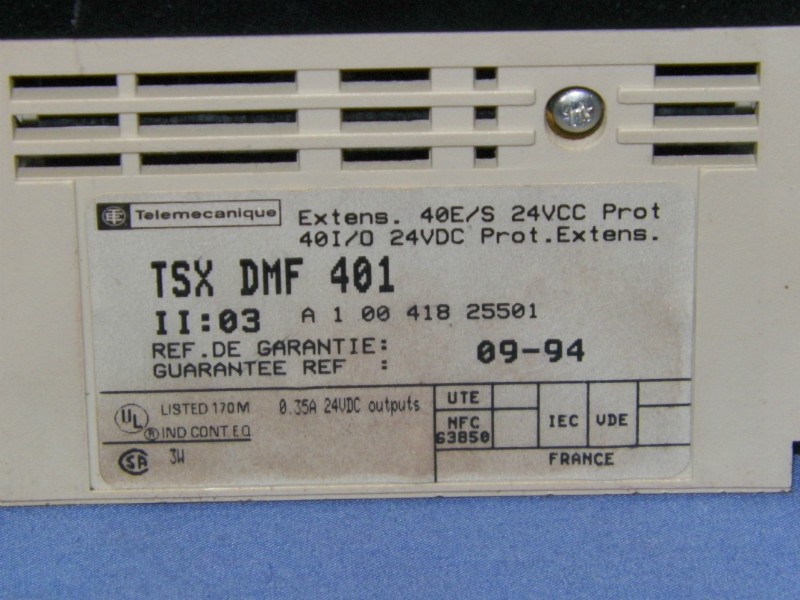 Telemecanique
Extens. 40E/S 24VCC Prot
40I/O 24VDC Prot.Extens.
TSX DMF 401
II:03 A 1 00 418 25501
REF.DE GARANTIE:
GUARANTEE REF :
09-94
UL LISTED 170M 0.35A 24VDC outputs
® IND CONT.EQ
SA 3W
UTE
NFC
63850
IEC VDE
FRANCE